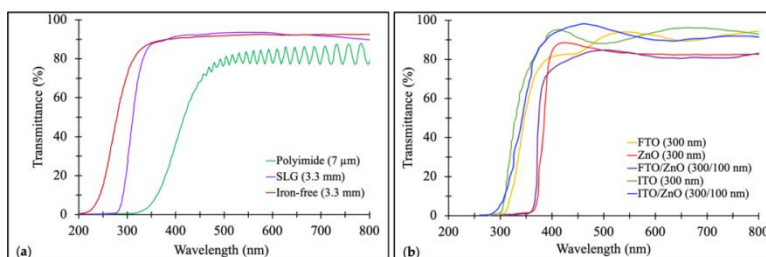 100
80
60
40
20
0
Transmittance (%)
200 300 400 500 600 700 800
Wavelength (nm)
Polyimide (7 µm)
SLG (3.3 mm)
Iron-free (3.3 mm)
(a)
100
80
60
40
20
0
Transmittance (%)
200 300 400 500 600 700 800
Wavelength (nm)
FTO (300 nm)
ZnO (300 nm)
FTO/ZnO (300/100 nm)
ITO (300 nm)
ITO/ZnO (300/100 nm)
(b)